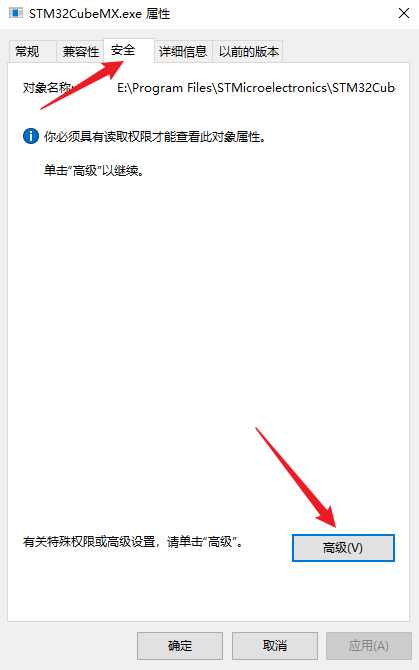 STM32CubeMX.exe 属性
常规 兼容性 安全 详细信息 以前的版本
对象名称: E:\Program Files\STMicroelectronics\STM32Cub
你必须具有读取权限才能查看此对象属性。
单击“高级”以继续。
有关特殊权限或高级设置，请单击“高级”。
高级(V)
确定 取消 应用(A)